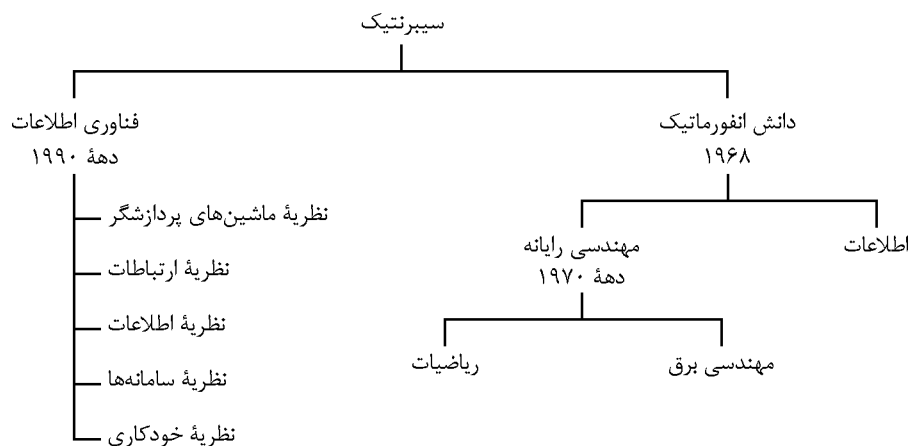 سیبرنتیک
دانش انفورماتیک
۱۹۶۸
فناوری اطلاعات
دههٔ ۱۹۹۰
اطلاعات
مهندسی رایانه
دههٔ ۱۹۷۰
مهندسی برق
ریاضیات
نظریهٔ ماشین‌های پردازشگر
نظریهٔ ارتباطات
نظریهٔ اطلاعات
نظریهٔ سامانه‌ها
نظریهٔ خودکاری